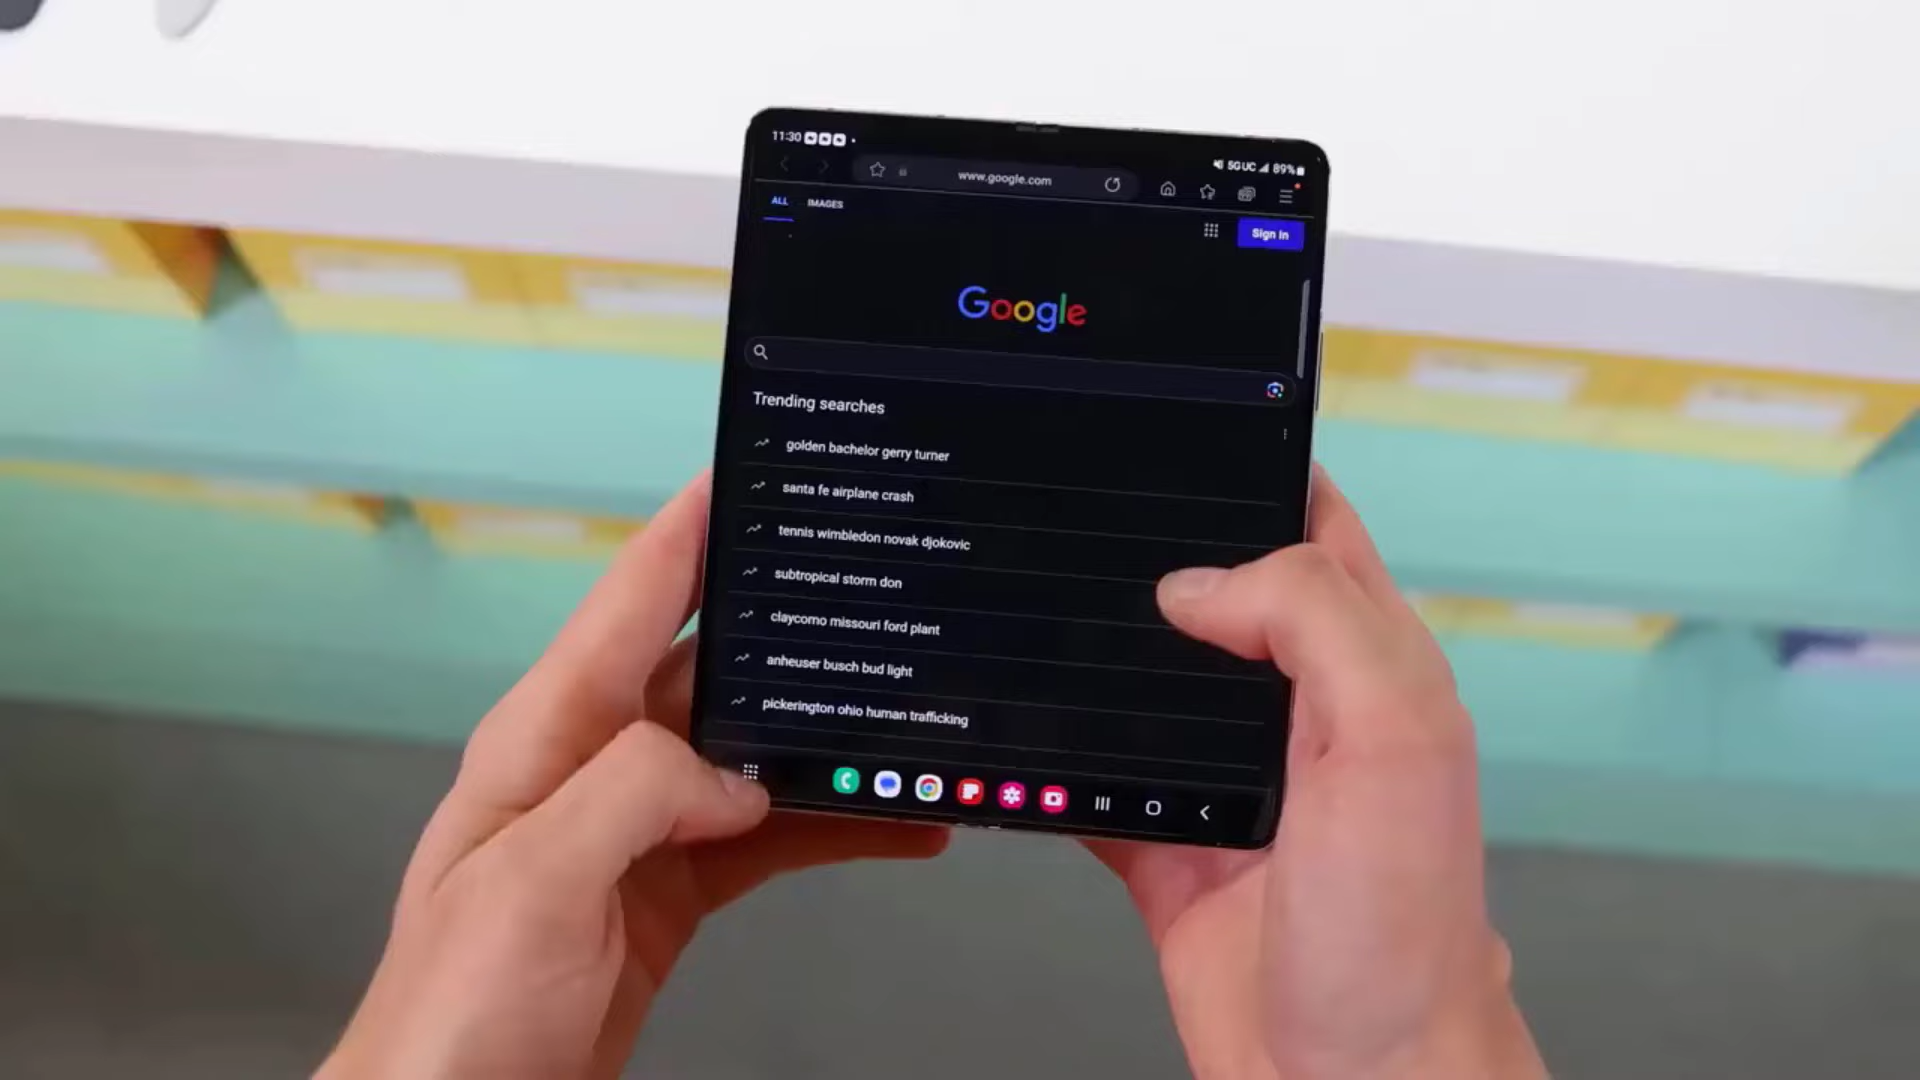 11:30
5GUC 89%
www.google.com
ALL IMAGES
Sign in
Google
Trending searches
golden bachelor gerry turner
santa fe airplane crash
tennis wimbledon novak djokovic
subtropical storm don
claycomo missouri ford plant
anheuser busch bud light
pickerington ohio human trafficking